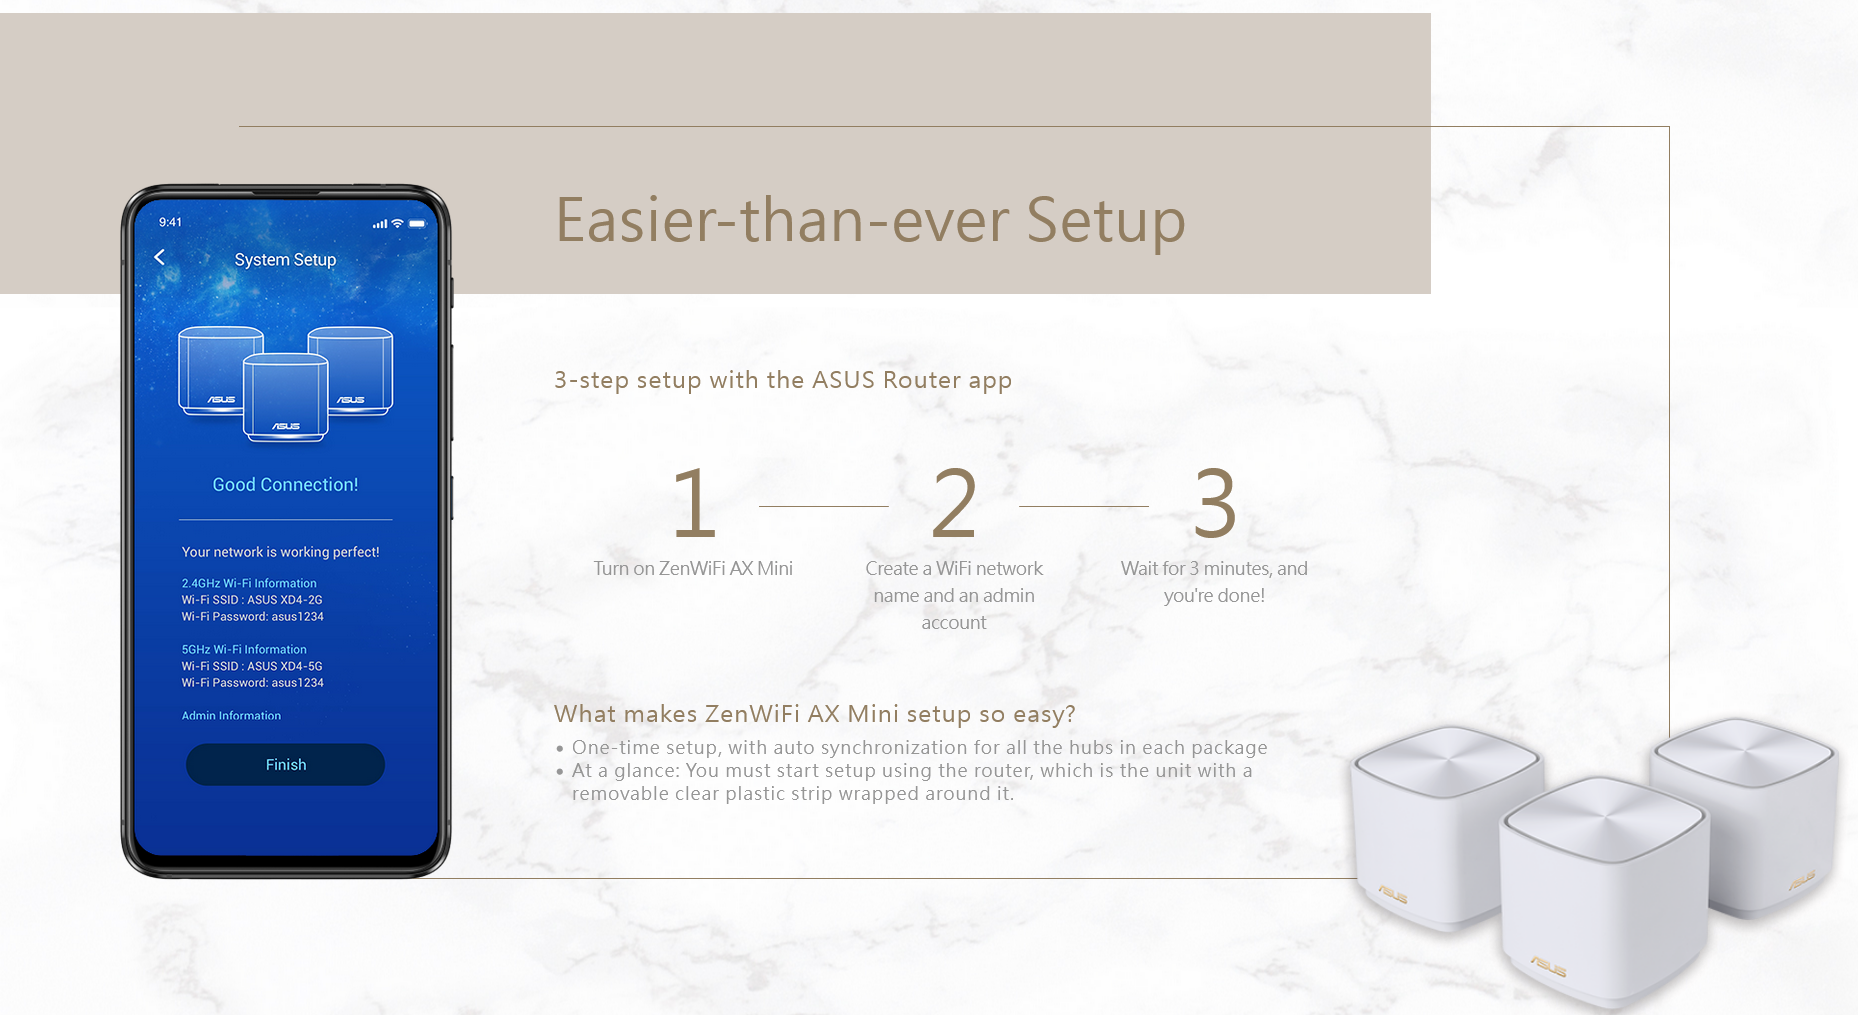 Easier-than-ever Setup
9:41
System Setup
ASUS
ASUS
ASUS
Good Connection!
Your network is working perfect!
2.4GHz Wi-Fi Information
Wi-Fi SSID : ASUS XD4-2G
Wi-Fi Password: asus1234
5GHz Wi-Fi Information
Wi-Fi SSID : ASUS XD4-5G
Wi-Fi Password: asus1234
Admin Information
Finish
3-step setup with the ASUS Router app
1
Turn on ZenWiFi AX Mini
2
Create a WiFi network
name and an admin
account
3
Wait for 3 minutes, and
you're done!
What makes ZenWiFi AX Mini setup so easy?
• One-time setup, with auto synchronization for all the hubs in each package
• At a glance: You must start setup using the router, which is the unit with a
removable clear plastic strip wrapped around it.
ASUS
ASUS
ASUS